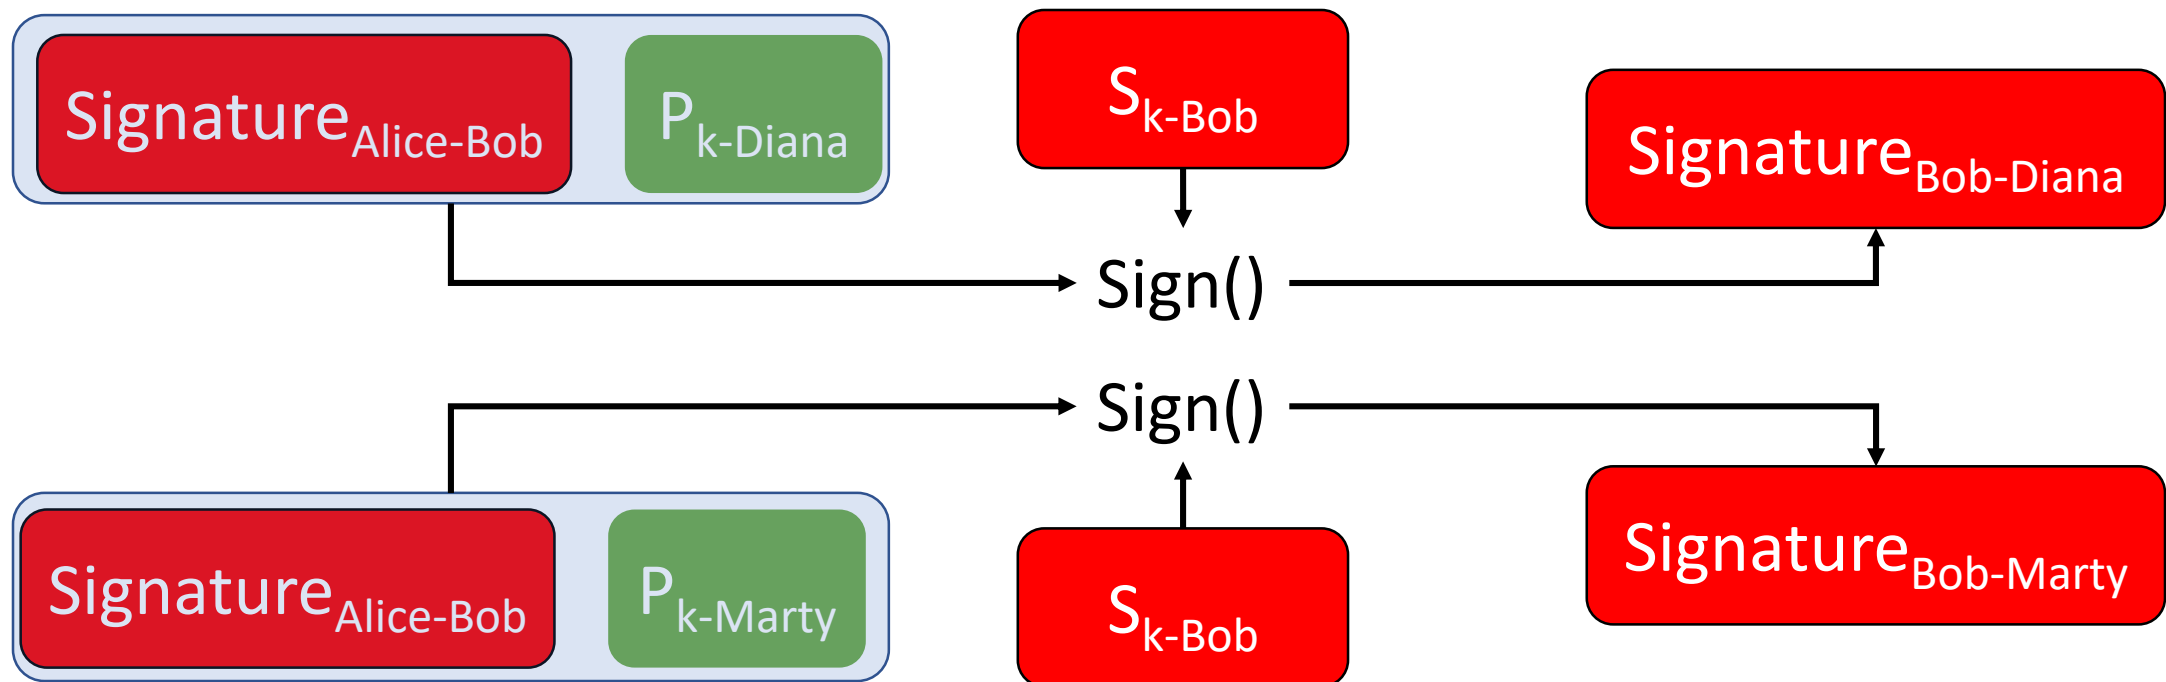 Signature Alice-Bob
P k-Diana
S k-Bob
Signature Bob-Diana
Sign()
Sign()
Signature Alice-Bob
P k-Marty
S k-Bob
Signature Bob-Marty